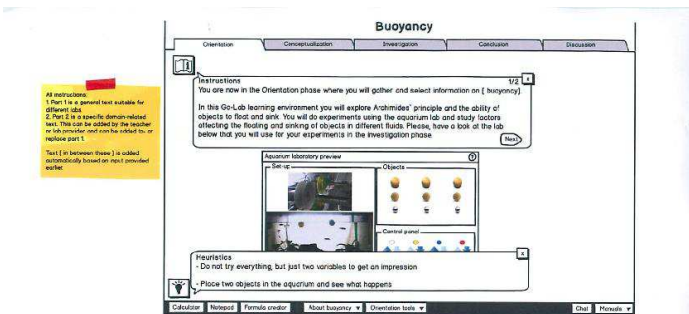 Buoyancy
Orientation
Conceptualization
Investigation
Conclusion
Discussion
All instructions:
1. Part 1 is a general text suitable for
different labs.
2. Part 2 is a specific domain-related
text. This can be added by the teacher
or lab provider and can be added to or
replace part 1.
Text [ in between these ] is added
automatically based on input provided
earlier.
Instructions
1/2
x
You are now in the Orientation phase where you will gather and select information on [ buoyancy].
In this Go-Lab learning environment you will explore Archimedes' principle and the ability of
objects to float and sink. You will do experiments using the aquarium lab and study factors
affecting the floating and sinking of objects in different fluids. Please, have a look at the lab
below that you will use for your experiments in the investigation phase.
Next
Aquarium laboratory preview
?
Set-up
Objects
Control panel
Heuristics
x
- Do not try everything, but just two variables to get an impression
- Place two objects in the aquarium and see what happens
Calculator
Notepad
Formula creator
About buoyancy ▼
Orientation tools ▼
Chat
Manuals ▼